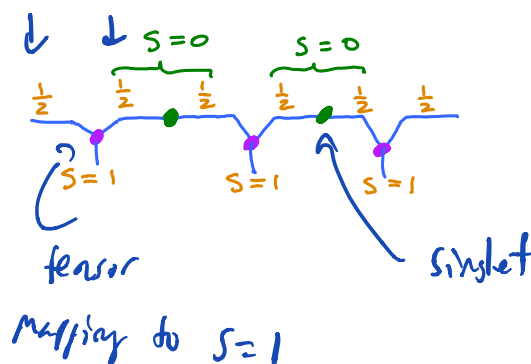 S=0 S=0
1/2 1/2 1/2 1/2 1/2 1/2
S=1 S=1 S=1
tensor singlet
mapping to S=1